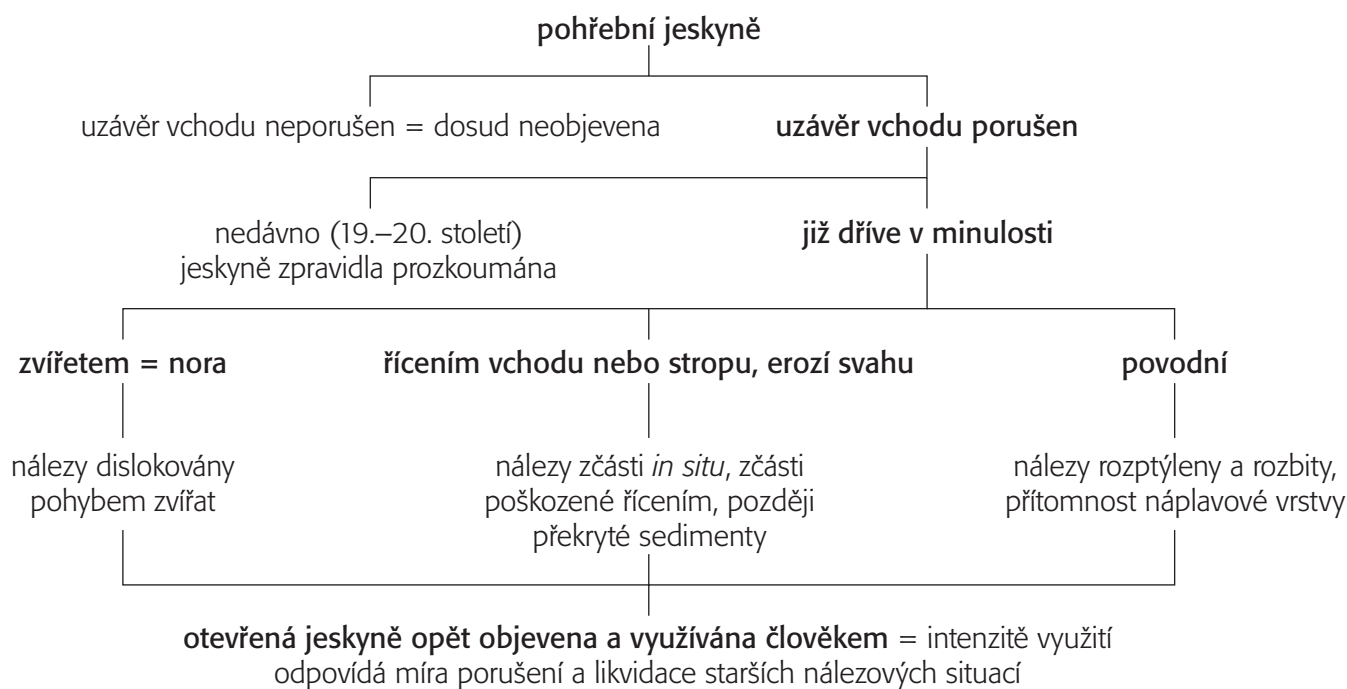 pohřební jeskyně
uzávěr vchodu neporušen = dosud neobjevena
uzávěr vchodu porušen
nedávno (19.–20. století)
jeskyně zpravidla prozkoumána
již dříve v minulosti
zvířetem = nora
řícením vchodu nebo stropu, erozí svahu
povodní
nálezy dislokovány
pohybem zvířat
nálezy zčásti in situ, zčásti
poškozené řícením, později
překryté sedimenty
nálezy rozptýleny a rozbity,
přítomnost náplavové vrstvy
otevřená jeskyně opět objevena a využívána člověkem = intenzitě využití
odpovídá míra porušení a likvidace starších nálezových situací